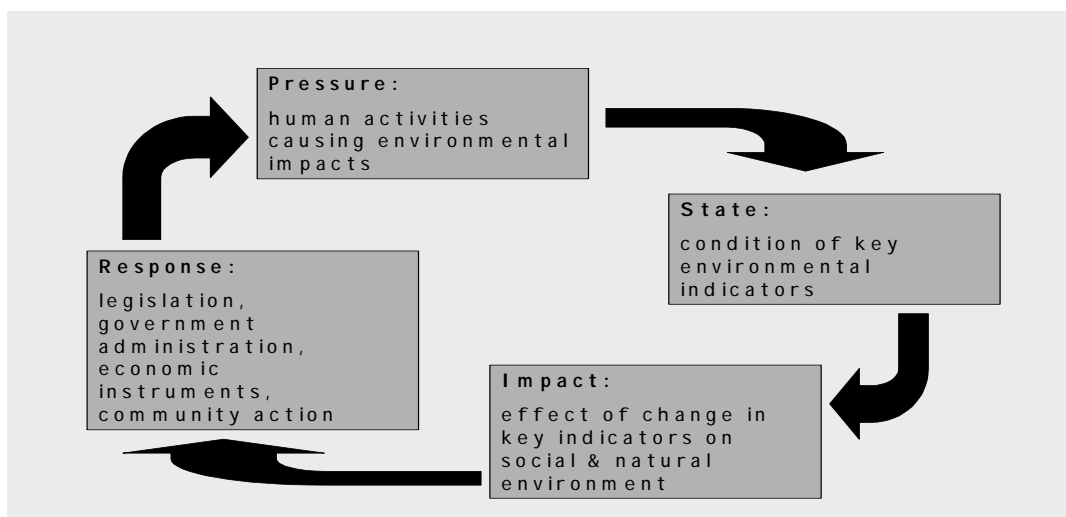 Pressure:
human activities
causing environmental
impacts
State:
condition of key
environmental
indicators
Impact:
effect of change in
key indicators on
social & natural
environment
Response:
legislation,
government
administration,
economic
instruments,
community action